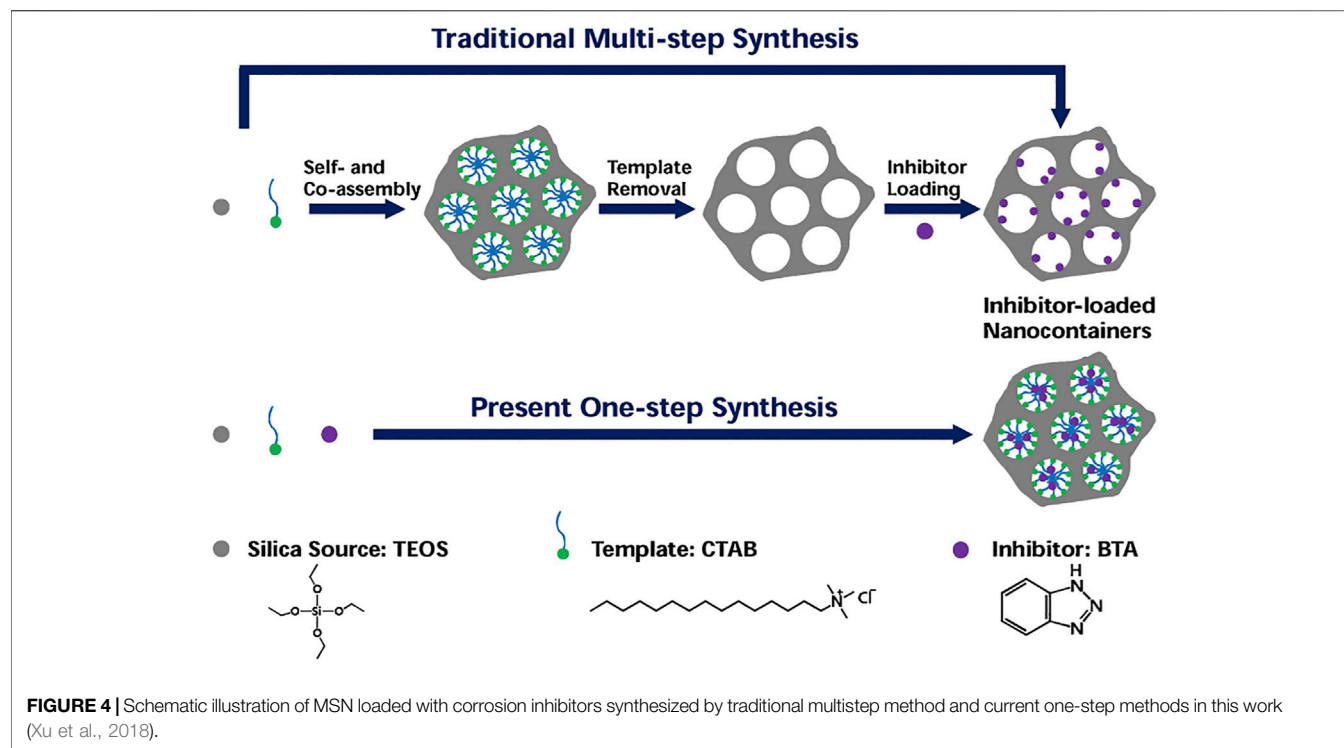 Traditional Multi-step Synthesis
Self- and
Co-assembly
Template
Removal
Inhibitor
Loading
Inhibitor-loaded
Nanocontainers
Present One-step Synthesis
Silica Source: TEOS
Template: CTAB
Inhibitor: BTA
O
O Si O
O
N+ Cl-
H
N
N
N
FIGURE 4 | Schematic illustration of MSN loaded with corrosion inhibitors synthesized by traditional multistep method and current one-step methods in this work
(Xu et al., 2018).